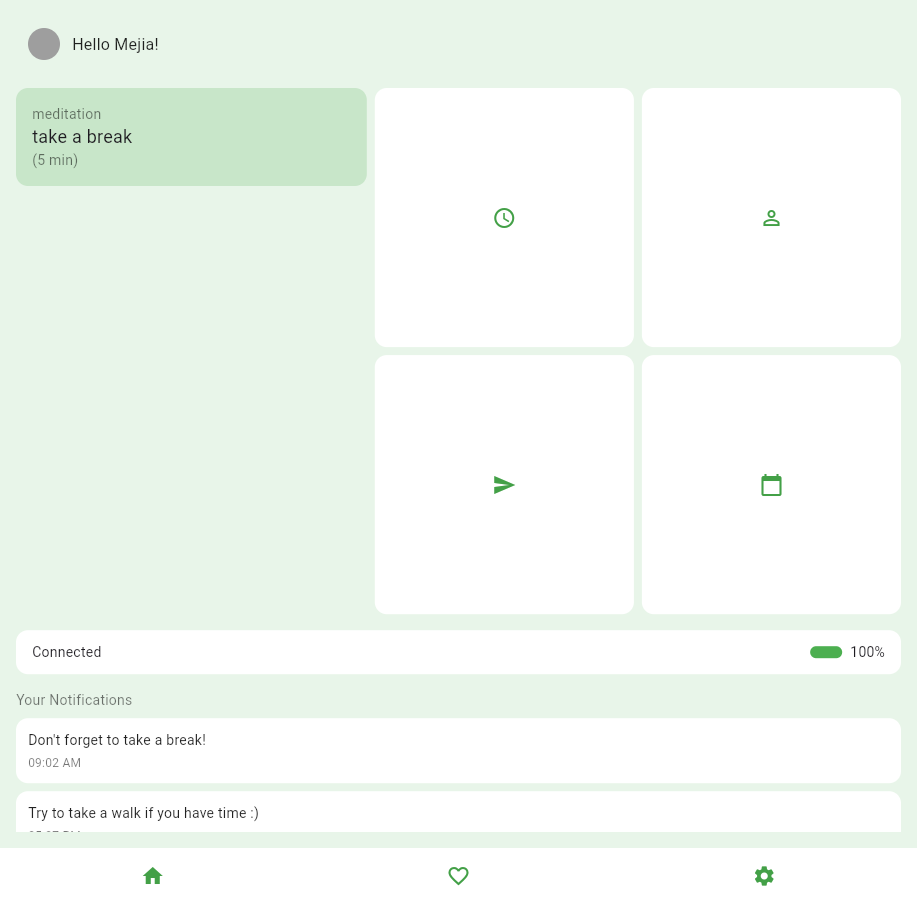 Hello Mejia!
meditation
take a break
(5 min)
Connected
100%
Your Notifications
Don't forget to take a break!
09:02 AM
Try to take a walk if you have time :)